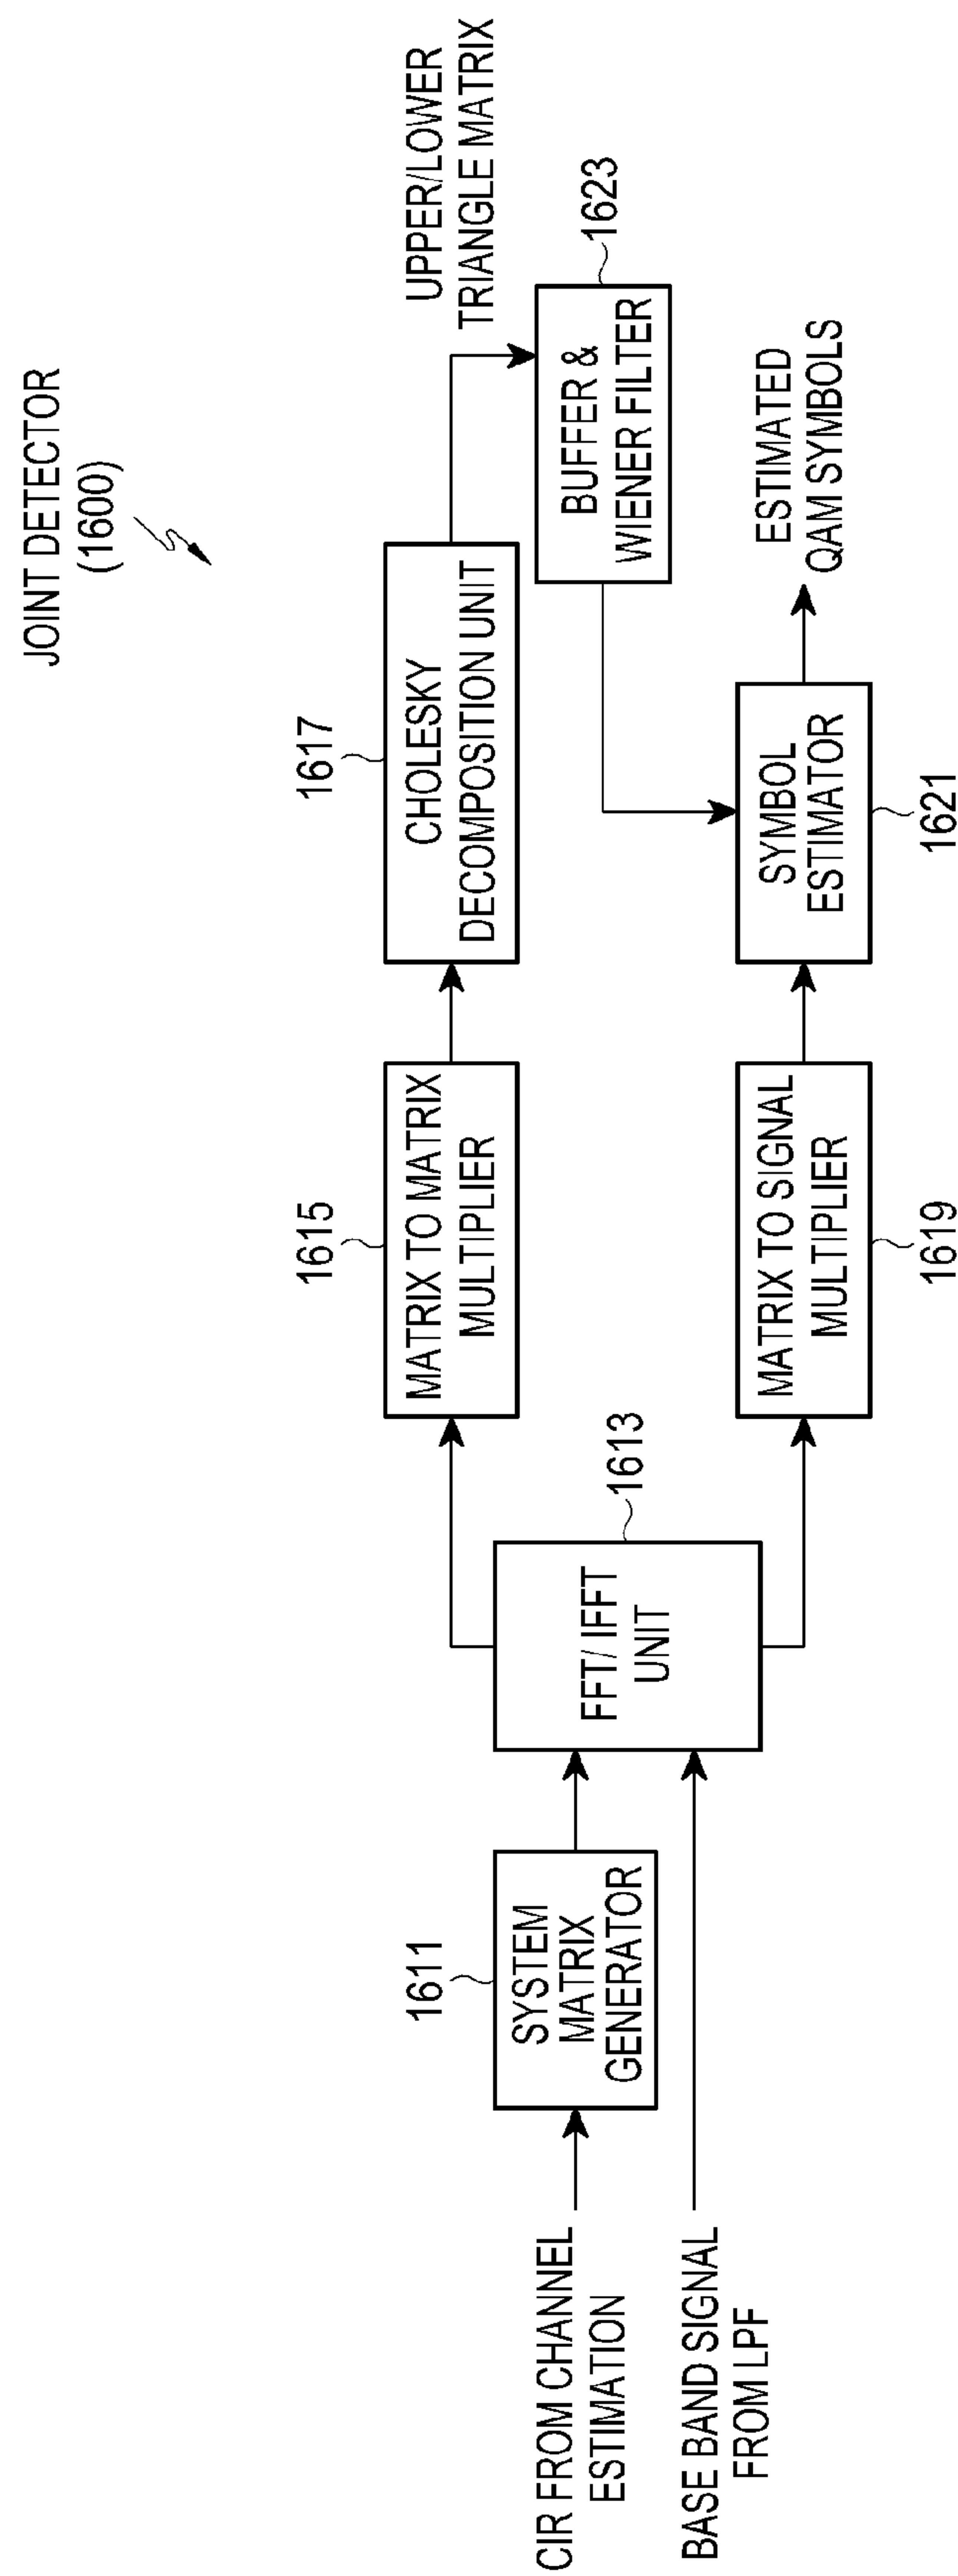 JOINT DETECTOR
(1600)
CIR FROM CHANNEL
ESTIMATION
BASE BAND SIGNAL
FROM LPF
1611
SYSTEM
MATRIX
GENERATOR
1613
FFT/ IFFT
UNIT
1615
MATRIX TO MATRIX
MULTIPLIER
1617
CHOLESKY
DECOMPOSITION UNIT
UPPER/LOWER
TRIANGLE MATRIX
1623
BUFFER &
WIENER FILTER
MATRIX TO SIGNAL
MULTIPLIER
1619
SYMBOL
ESTIMATOR
1621
ESTIMATED
QAM SYMBOLS